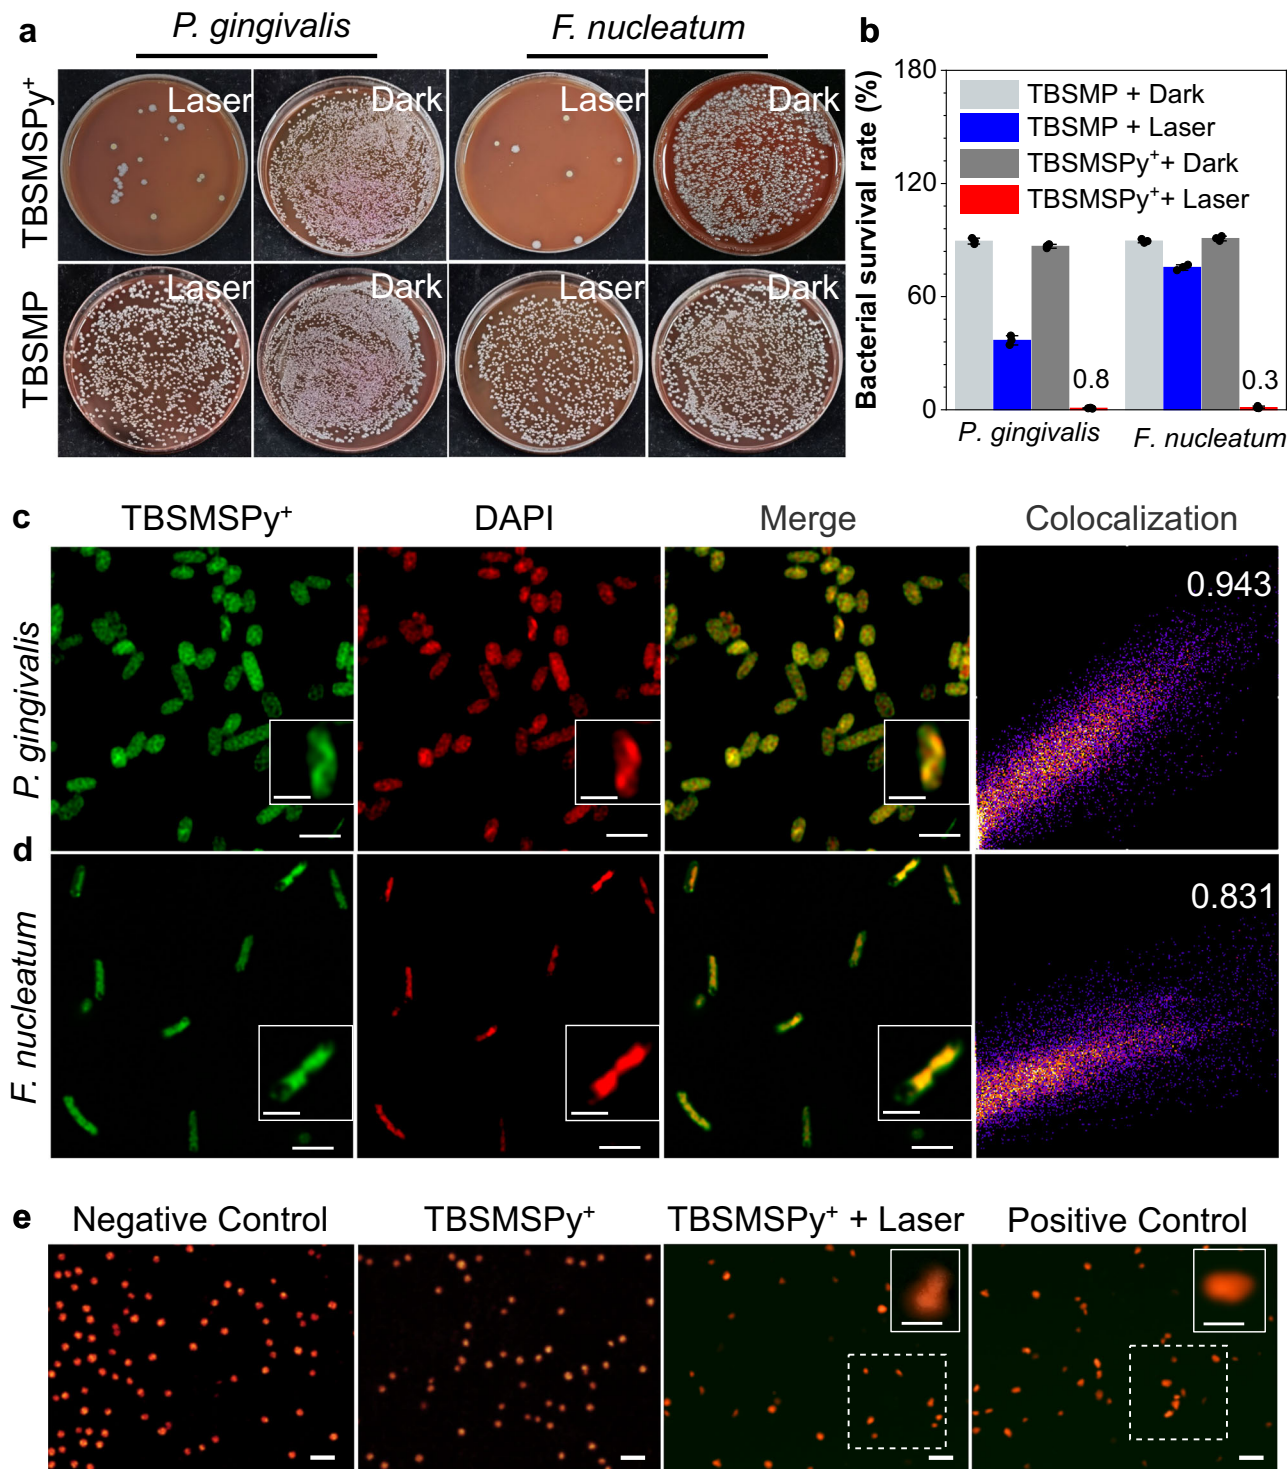 a
P. gingivalis
F. nucleatum
TBSMSPy⁺
Laser
Dark
Laser
Dark
TBSMP
Laser
Dark
Laser
Dark
b
Bacterial survival rate (%)
180
120
60
0
TBSMP + Dark
TBSMP + Laser
TBSMSPy⁺ + Dark
TBSMSPy⁺ + Laser
0.8
0.3
P. gingivalis
F. nucleatum
c
TBSMSPy⁺
DAPI
Merge
Colocalization
P. gingivalis
0.943
d
F. nucleatum
0.831
e
Negative Control
TBSMSPy⁺
TBSMSPy⁺ + Laser
Positive Control